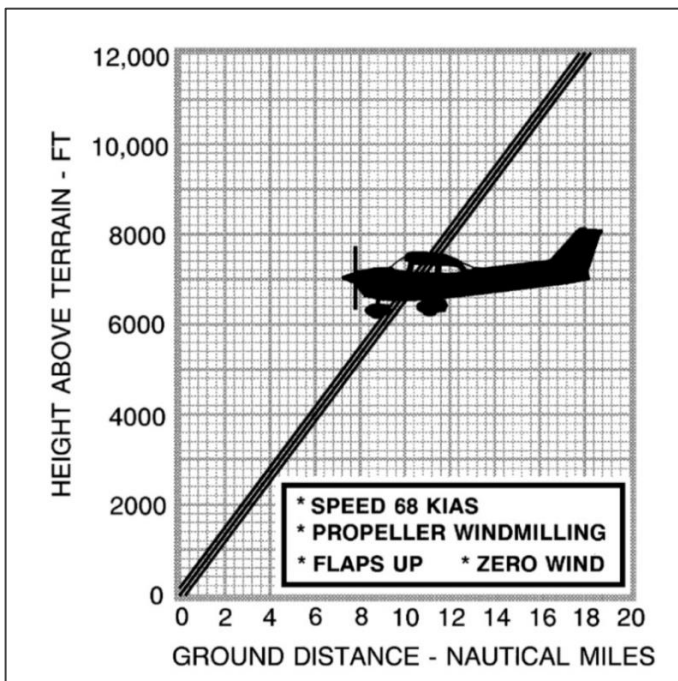 12,000
10,000
8000
6000
4000
2000
0
HEIGHT ABOVE TERRAIN - FT
* SPEED 68 KIAS
* PROPELLER WINDMILLING
* FLAPS UP * ZERO WIND
0 2 4 6 8 10 12 14 16 18 20
GROUND DISTANCE - NAUTICAL MILES